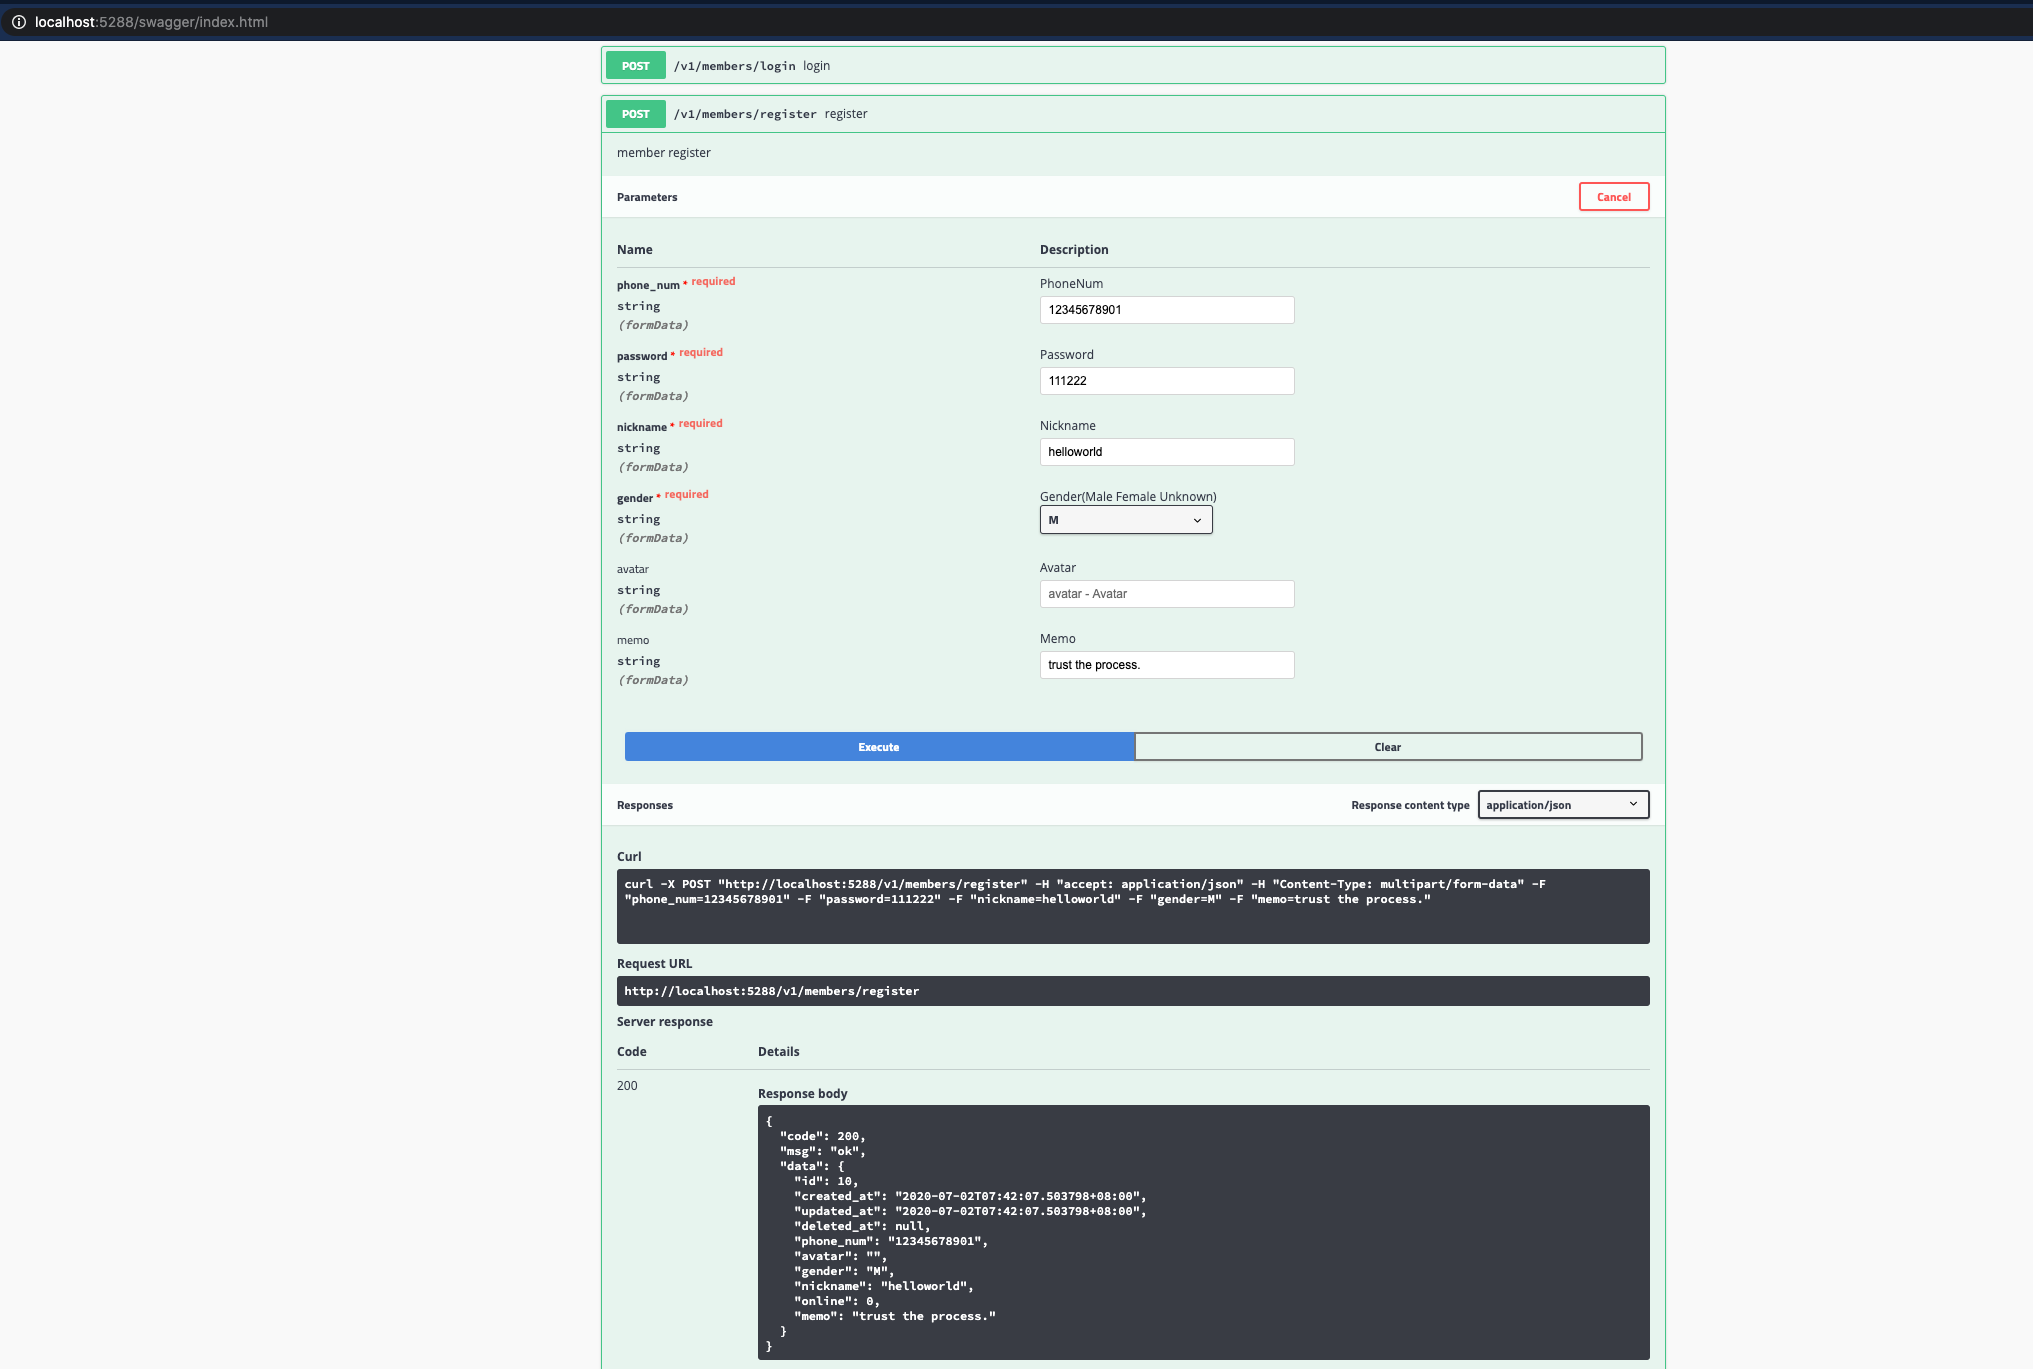 localhost:5288/swagger/index.html
POST /v1/members/login login
POST /v1/members/register register
member register
Parameters Cancel
Name Description
phone_num * required PhoneNum
string 12345678901
(formData)
password * required Password
string 111222
(formData)
nickname * required Nickname
string helloworld
(formData)
gender * required Gender(Male Female Unknown)
string M
(formData)
avatar Avatar
string avatar - Avatar
(formData)
memo Memo
string trust the process.
(formData)
Execute Clear
Responses Response content type application/json
Curl
curl -X POST "http://localhost:5288/v1/members/register" -H "accept: application/json" -H "Content-Type: multipart/form-data" -F
"phone_num=12345678901" -F "password=111222" -F "nickname=helloworld" -F "gender=M" -F "memo=trust the process."
Request URL
http://localhost:5288/v1/members/register
Server response
Code Details
200
Response body
{
"code": 200,
"msg": "ok",
"data": {
"id": 10,
"created_at": "2020-07-02T07:42:07.503798+08:00",
"updated_at": "2020-07-02T07:42:07.503798+08:00",
"deleted_at": null,
"phone_num": "12345678901",
"avatar": "",
"gender": "M",
"nickname": "helloworld",
"online": 0,
"memo": "trust the process."
}
}